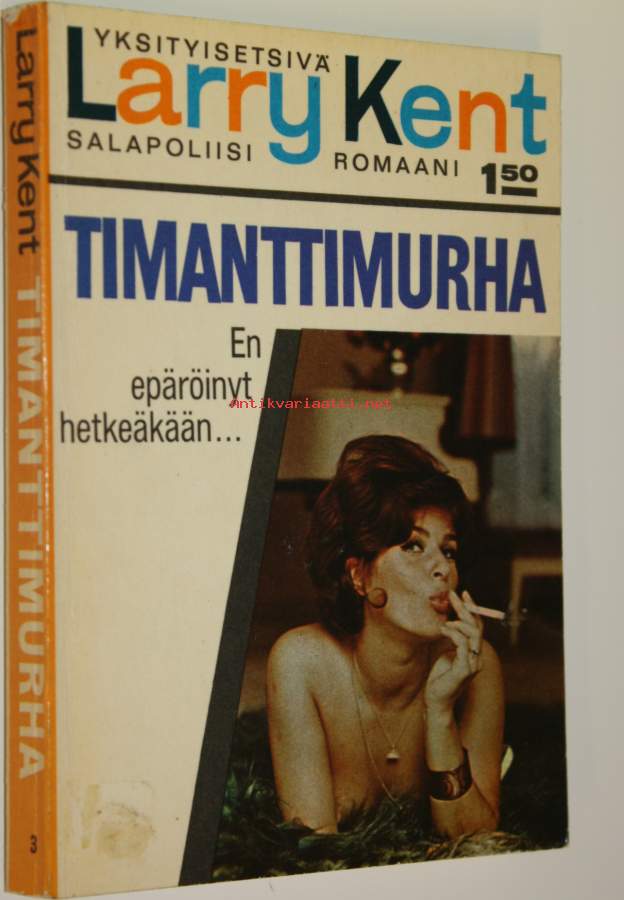 YKSITYISETSIVÄ
Larry Kent
SALAPOLIISI ROMAANI 1 50
TIMANTTIMURHA
En
epäröinyt
hetkeäkään...
Antikvariaatti.net
Larry Kent TIMANTTIMURHA
3